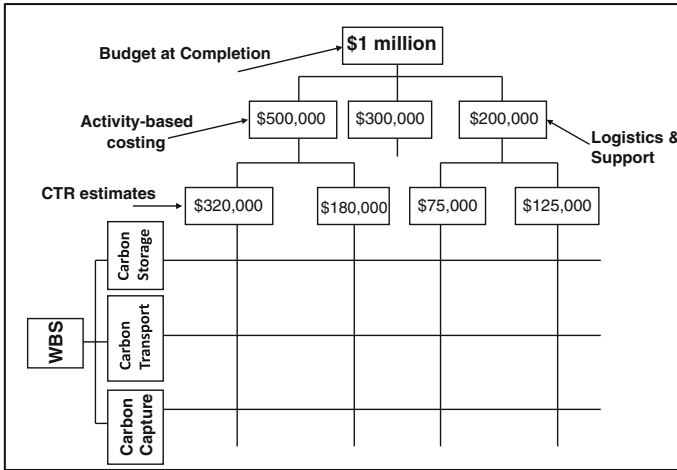 $1 million
Budget at Completion
$500,000
$300,000
$200,000
Activity-based
costing
Logistics &
Support
CTR estimates
$320,000
$180,000
$75,000
$125,000
WBS
Carbon
Storage
Carbon
Transport
Carbon
Capture